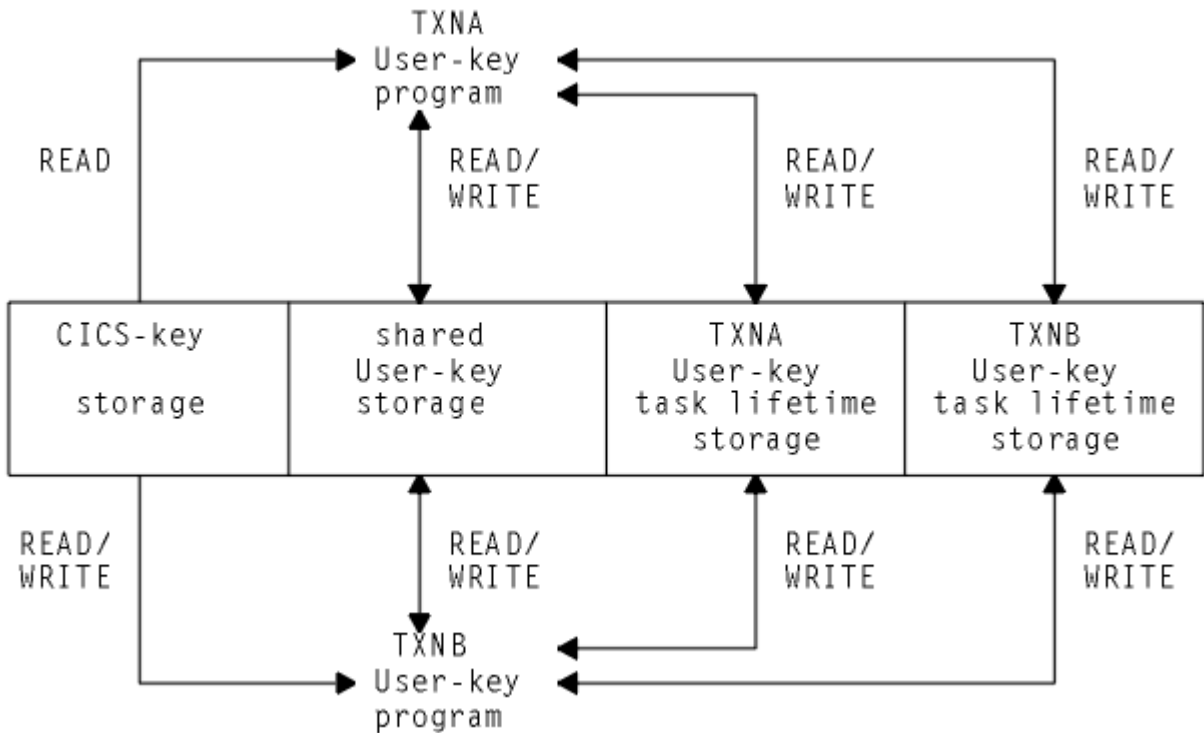 TXNA
User-key
program
READ
READ/
WRITE
READ/
WRITE
READ/
WRITE
CICS-key
storage
shared
User-key
storage
TXNA
User-key
task lifetime
storage
TXNB
User-key
task lifetime
storage
READ/
WRITE
READ/
WRITE
READ/
WRITE
READ/
WRITE
TXNB
User-key
program